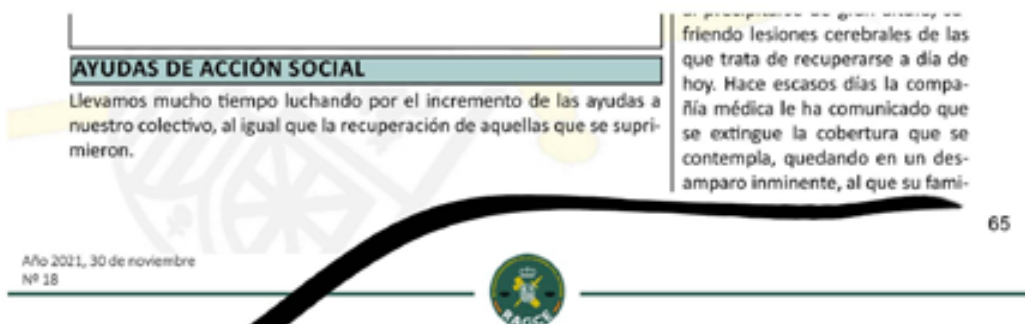 AYUDAS DE ACCIÓN SOCIAL
Llevamos mucho tiempo luchando por el incremento de las ayudas a
nuestro colectivo, al igual que la recuperación de aquellas que se supri-
mieron.
friendo lesiones cerebrales de las
que trata de recuperarse a día de
hoy. Hace escasos días la compa-
ñía médica le ha comunicado que
se extingue la cobertura que se
contempla, quedando en un des-
amparo inminente, al que su fami-
65
Año 2021, 30 de noviembre
Nº 18
RAGCE